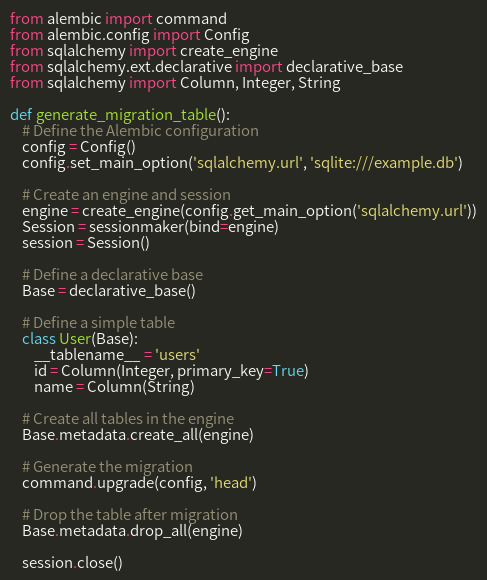 from alembic import command
from alembic.config import Config
from sqlalchemy import create_engine
from sqlalchemy.ext.declarative import declarative_base
from sqlalchemy import Column, Integer, String

def generate_migration_table():
    # Define the Alembic configuration
    config = Config()
    config.set_main_option('sqlalchemy.url', 'sqlite:///example.db')

    # Create an engine and session
    engine = create_engine(config.get_main_option('sqlalchemy.url'))
    Session = sessionmaker(bind=engine)
    session = Session()

    # Define a declarative base
    Base = declarative_base()

    # Define a simple table
    class User(Base):
        __tablename__ = 'users'
        id = Column(Integer, primary_key=True)
        name = Column(String)

    # Create all tables in the engine
    Base.metadata.create_all(engine)

    # Generate the migration
    command.upgrade(config, 'head')

    # Drop the table after migration
    Base.metadata.drop_all(engine)

    session.close()